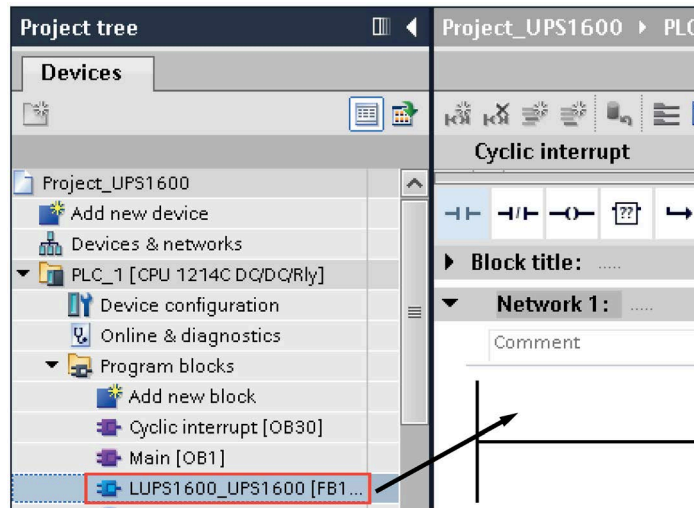 Project tree
Devices
Project_UPS1600
Add new device
Devices & networks
PLC_1 [CPU 1214C DC/DC/Rly]
Device configuration
Online & diagnostics
Program blocks
Add new block
Cyclic interrupt [OB30]
Main [OB1]
LUPS1600_UPS1600 [FB1...
Project_UPS1600 ▸ PLC
Cyclic interrupt
??
Block title: .....
Network 1: .....
Comment